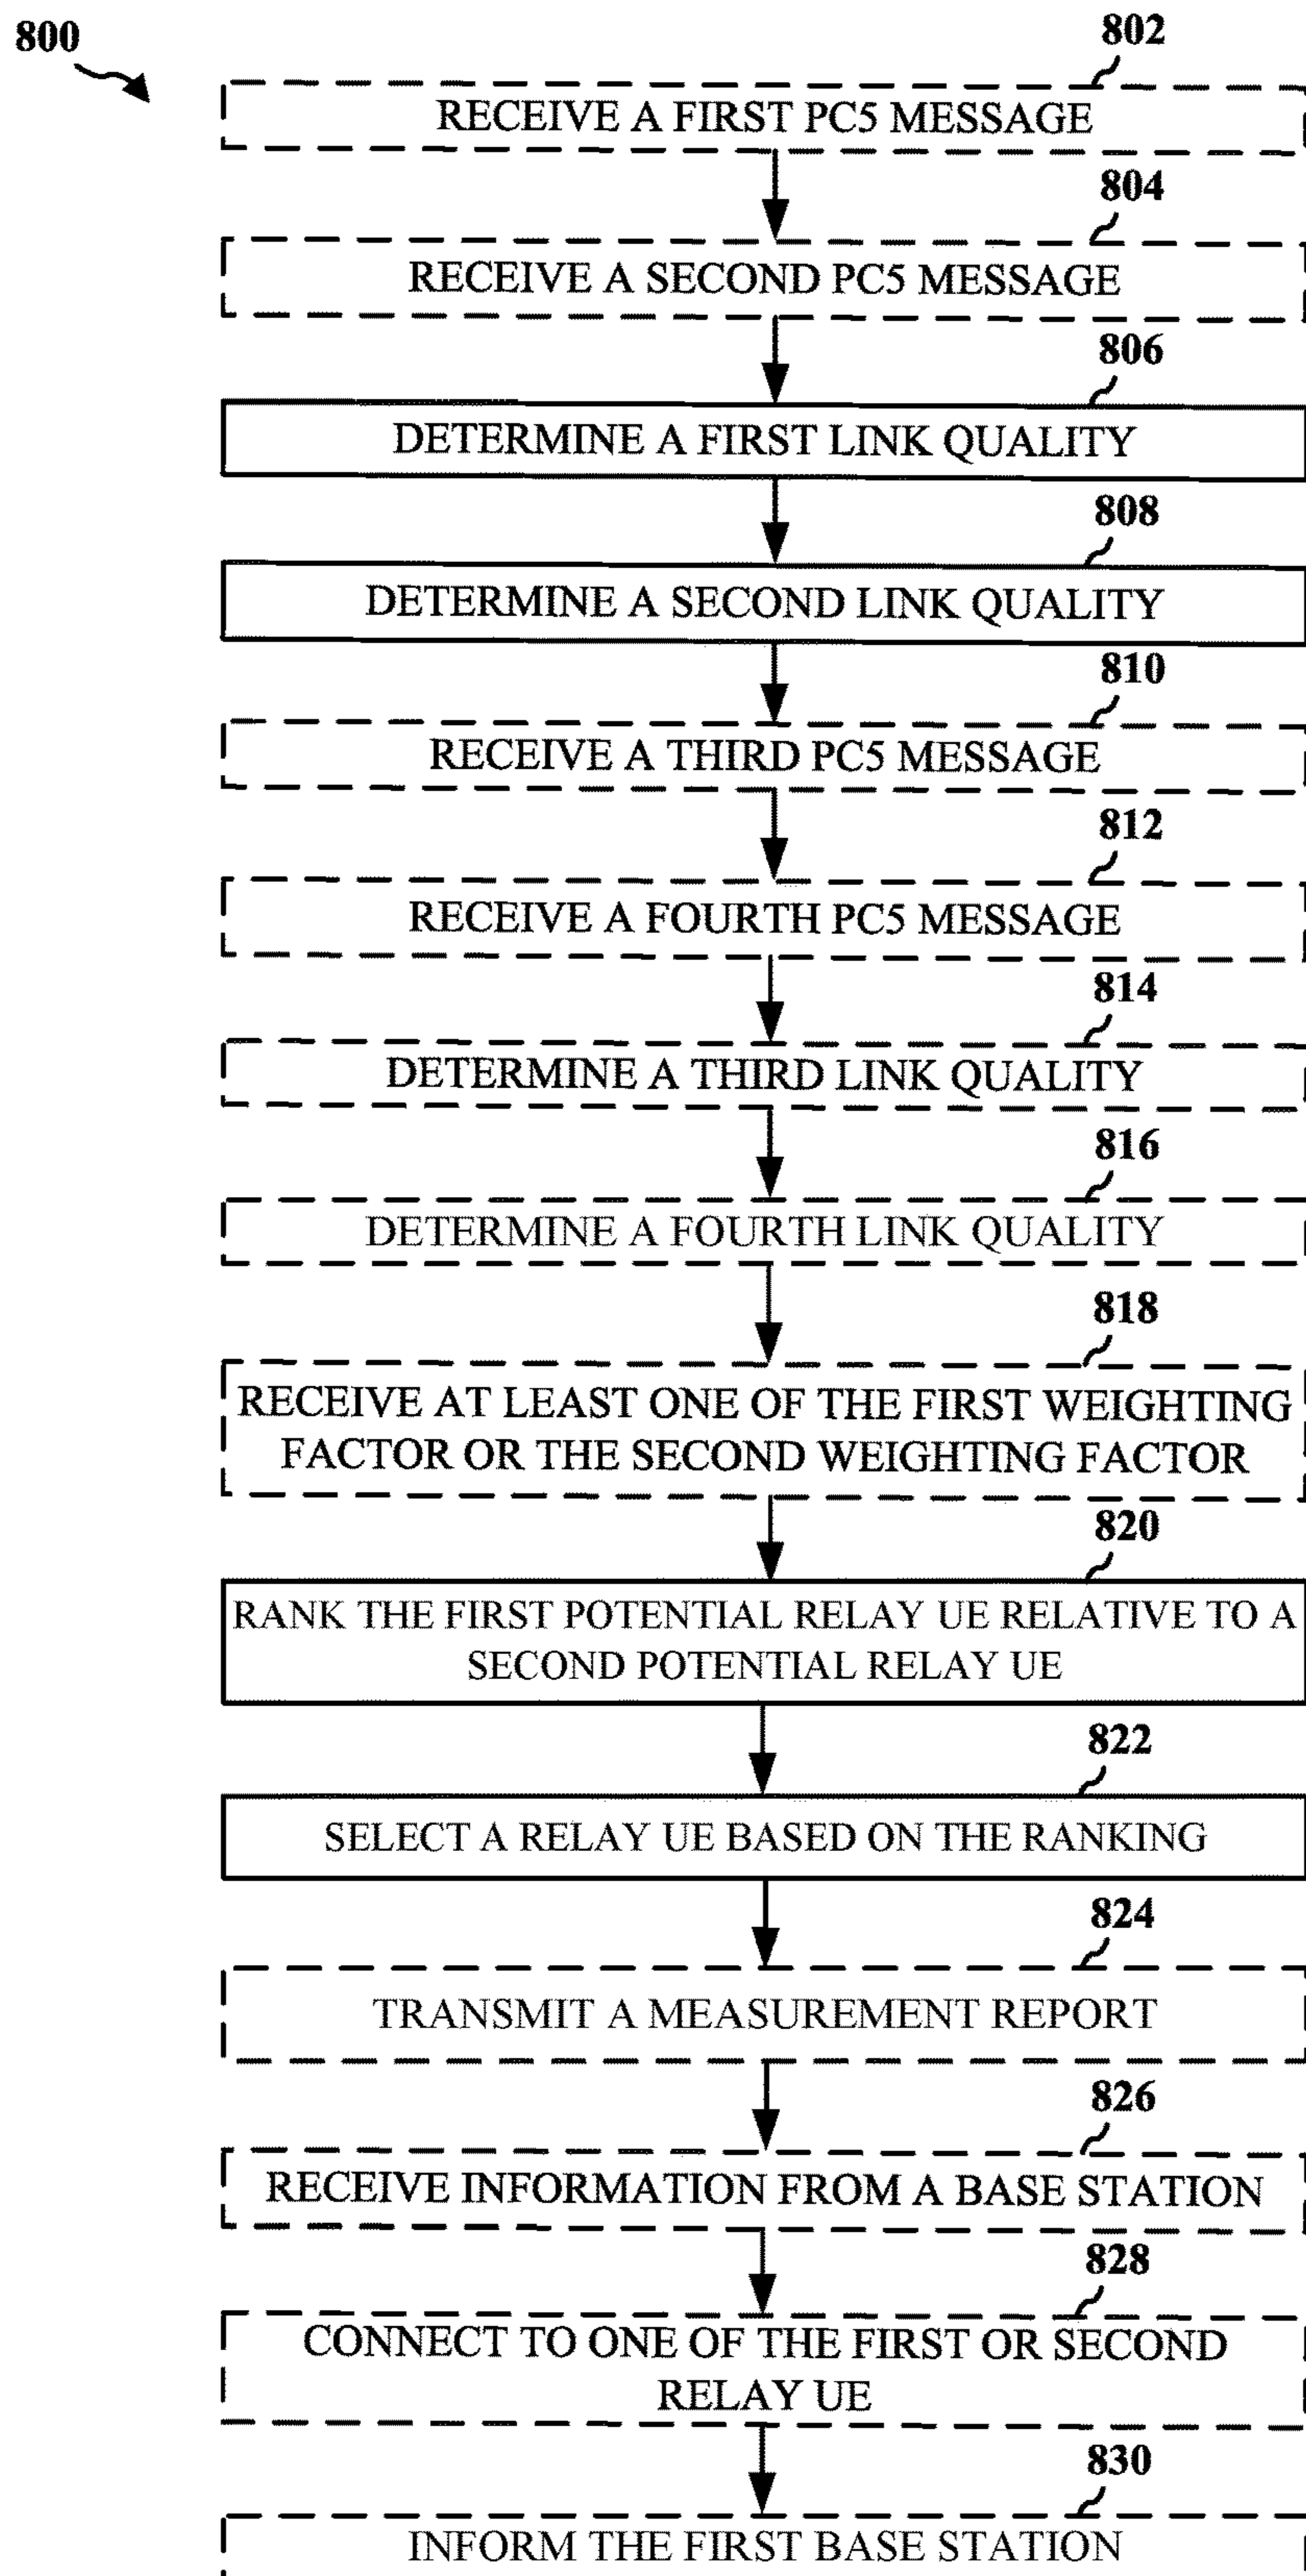 800
802
RECEIVE A FIRST PC5 MESSAGE
804
RECEIVE A SECOND PC5 MESSAGE
806
DETERMINE A FIRST LINK QUALITY
808
DETERMINE A SECOND LINK QUALITY
810
RECEIVE A THIRD PC5 MESSAGE
812
RECEIVE A FOURTH PC5 MESSAGE
814
DETERMINE A THIRD LINK QUALITY
816
DETERMINE A FOURTH LINK QUALITY
818
RECEIVE AT LEAST ONE OF THE FIRST WEIGHTING
FACTOR OR THE SECOND WEIGHTING FACTOR
820
RANK THE FIRST POTENTIAL RELAY UE RELATIVE TO A
SECOND POTENTIAL RELAY UE
822
SELECT A RELAY UE BASED ON THE RANKING
824
TRANSMIT A MEASUREMENT REPORT
826
RECEIVE INFORMATION FROM A BASE STATION
828
CONNECT TO ONE OF THE FIRST OR SECOND
RELAY UE
830
INFORM THE FIRST BASE STATION